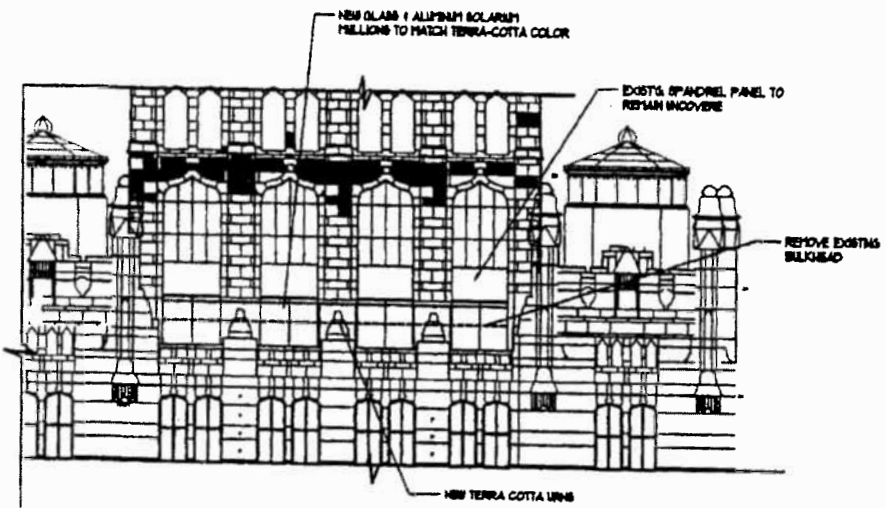 NEW GLASS & ALUMINUM SOLARIUM
MULLIONS TO MATCH TERRA-COTTA COLOR
EXIST'G. SPANDREL PANEL TO
REMAIN UNCOVERE
REMOVE EXISTING
BULKHEAD
NEW TERRA COTTA URNS